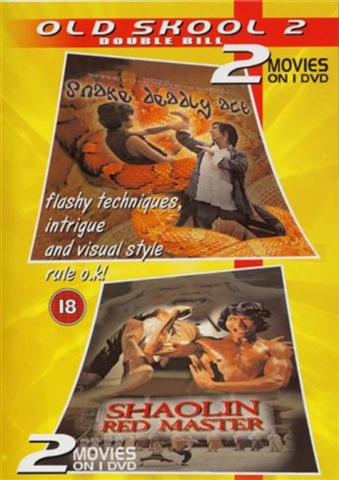 OLD SKOOL 2
DOUBLE BILL
2 MOVIES
ON 1 DVD
Snake deadly act
flashy techniques,
intrigue
and visual style
rule o.k!
18
SHAOLIN
RED MASTER
2 MOVIES
ON 1 DVD